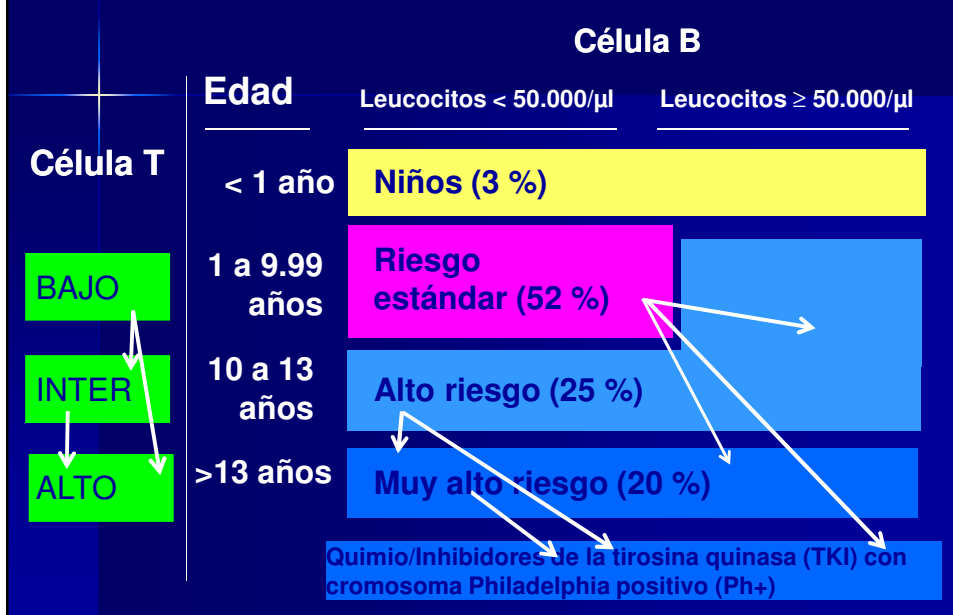 Célula B
Edad
Leucocitos < 50.000/µl
Leucocitos ≥ 50.000/µl
Célula T
< 1 año
Niños (3 %)
BAJO
1 a 9.99
años
Riesgo
estándar (52 %)
INTER
10 a 13
años
Alto riesgo (25 %)
ALTO
>13 años
Muy alto riesgo (20 %)
Quimio/Inhibidores de la tirosina quinasa (TKI) con
cromosoma Philadelphia positivo (Ph+)